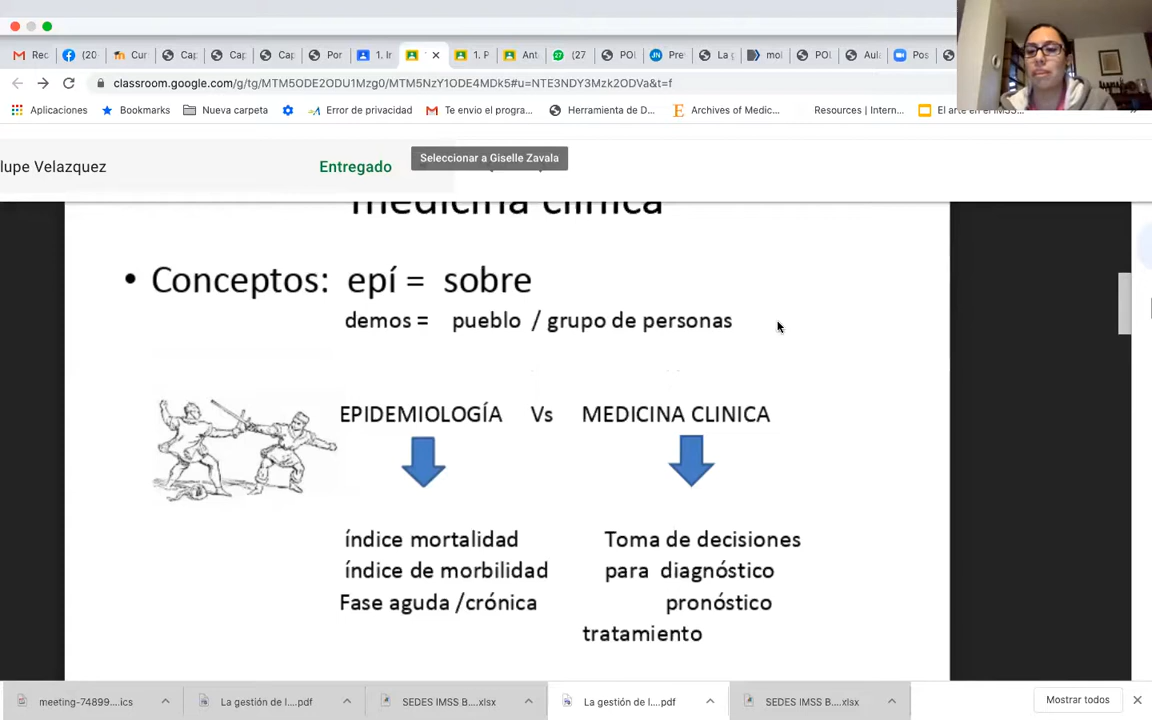 Rec
(20
Cur
Cap
Cap
Cap
Por
1. Ir
1. P
Ant
(27
POI
Pre
La g
mol
POI
Aula
Pos
classroom.google.com/g/tg/MTM5ODE2ODU1Mzg0/MTM5NzY1ODE4MDk5#u=NTE3NDY3Mzk2ODVa&t=f
Aplicaciones
Bookmarks
Nueva carpeta
Error de privacidad
Te envio el progra...
Herramienta de D...
Archives of Medic...
Resources | Intern...
El arte en el IMSS...
lupe Velazquez
Entregado
Seleccionar a Giselle Zavala
medicina clínica
• Conceptos: epí = sobre
demos = pueblo / grupo de personas
EPIDEMIOLOGÍA Vs MEDICINA CLINICA
índice mortalidad Toma de decisiones
índice de morbilidad para diagnóstico
Fase aguda /crónica pronóstico
tratamiento
meeting-74899....ics
La gestión de l....pdf
SEDES IMSS B....xlsx
La gestión de l....pdf
SEDES IMSS B....xlsx
Mostrar todos